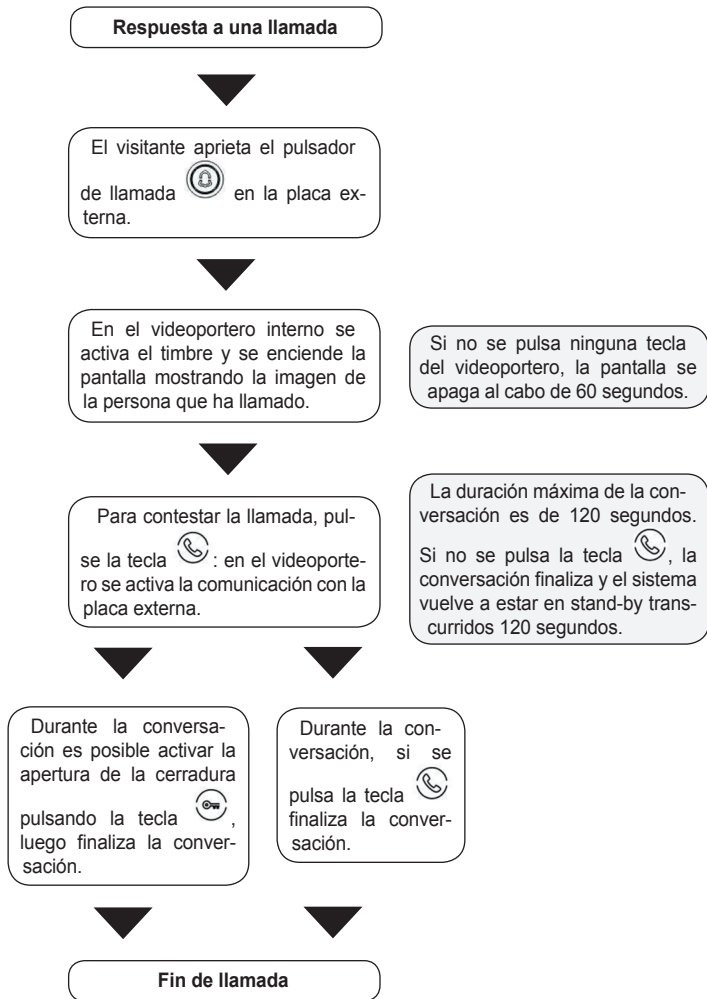 Respuesta a una llamada
El visitante aprieta el pulsador
de llamada en la placa ex-
terna.
En el videoportero interno se
activa el timbre y se enciende la
pantalla mostrando la imagen de
la persona que ha llamado.
Si no se pulsa ninguna tecla
del videoportero, la pantalla se
apaga al cabo de 60 segundos.
Para contestar la llamada, pul-
se la tecla : en el videoporte-
ro se activa la comunicación con la
placa externa.
La duración máxima de la con-
versación es de 120 segundos.
Si no se pulsa la tecla , la
conversación finaliza y el sistema
vuelve a estar en stand-by trans-
curridos 120 segundos.
Durante la conversa-
ción es posible activar la
apertura de la cerradura
pulsando la tecla ,
luego finaliza la conver-
sación.
Durante la con-
versación, si se
pulsa la tecla
finaliza la conver-
sación.
Fin de llamada